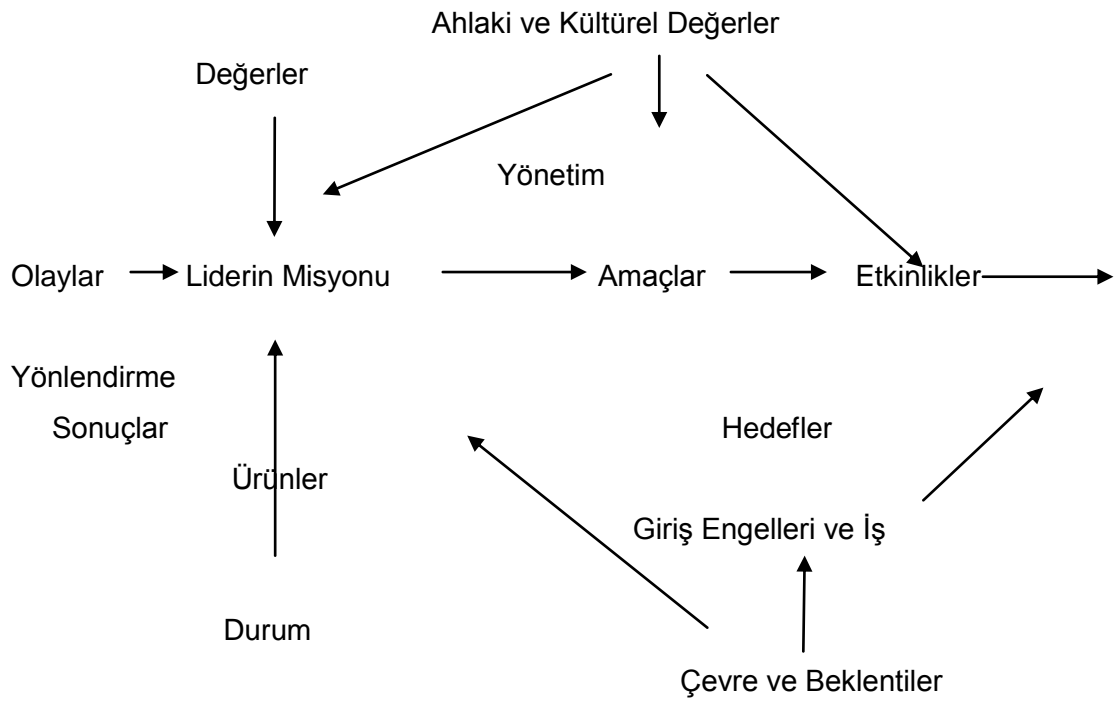 Ahlaki ve Kültürel Değerler
Değerler
Yönetim
Olaylar Liderin Misyonu Amaçlar Etkinlikler
Yönlendirme
Sonuçlar Hedefler
Ürünler
Giriş Engelleri ve İş
Durum
Çevre ve Beklentiler